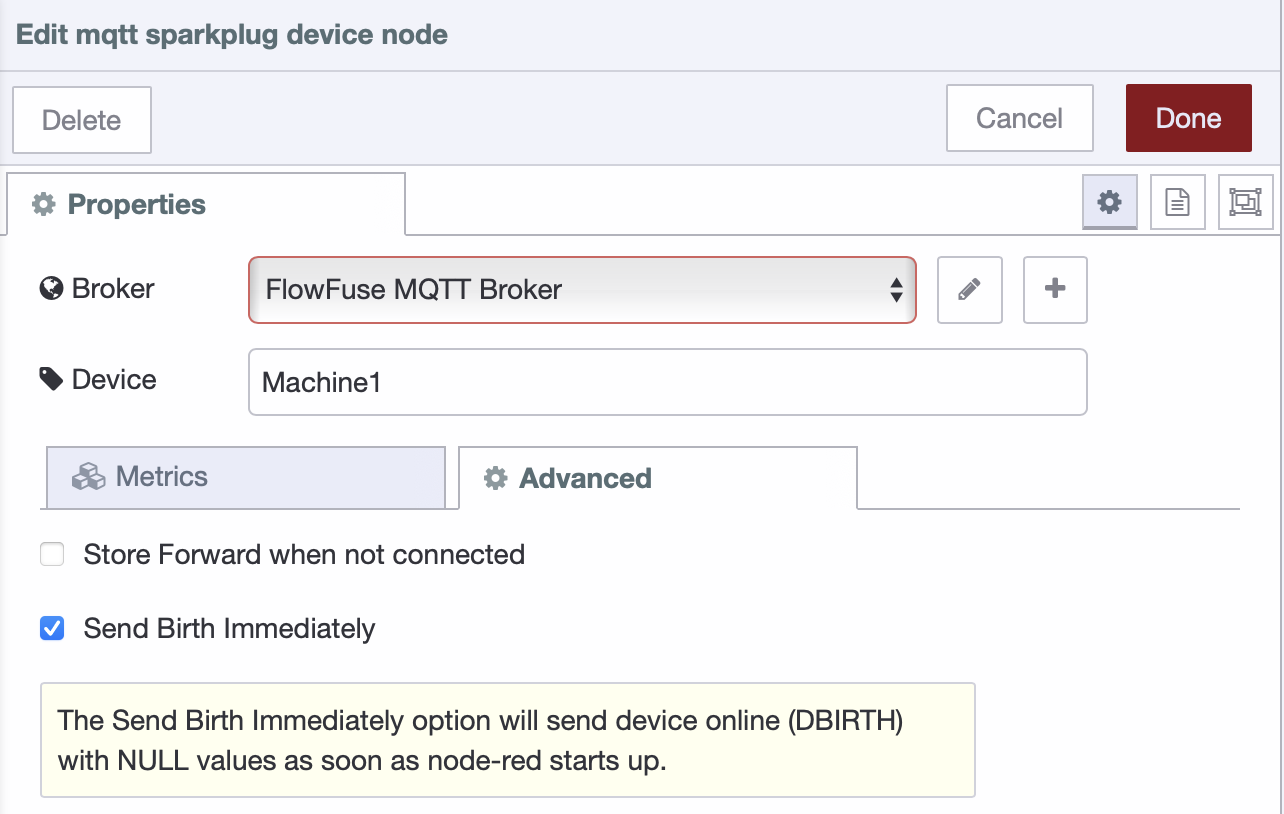 Edit mqtt sparkplug device node
Delete
Cancel
Done
Properties
Broker
FlowFuse MQTT Broker
Device
Machine1
Metrics
Advanced
Store Forward when not connected
Send Birth Immediately
The Send Birth Immediately option will send device online (DBIRTH)
with NULL values as soon as node-red starts up.